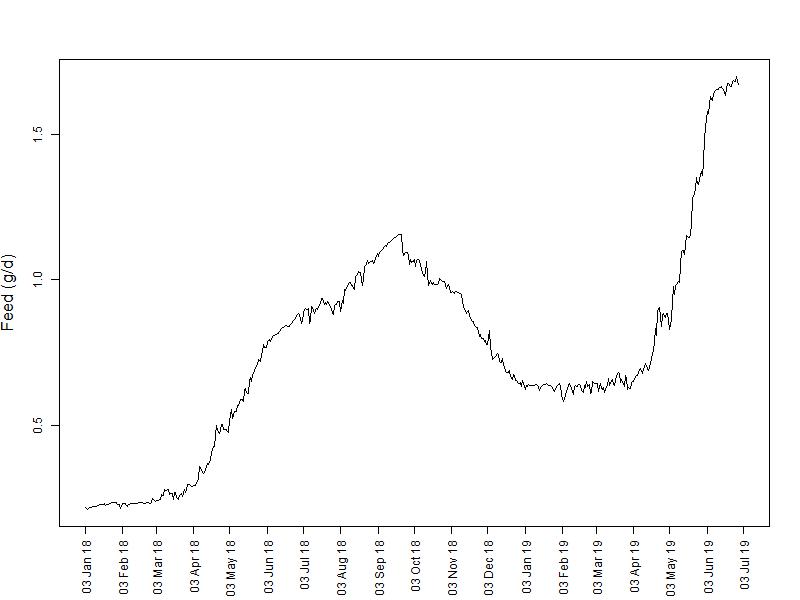 Feed (g/d)
1.5
1.0
0.5
03 Jan 18
03 Feb 18
03 Mar 18
03 Apr 18
03 May 18
03 Jun 18
03 Jul 18
03 Aug 18
03 Sep 18
03 Oct 18
03 Nov 18
03 Dec 18
03 Jan 19
03 Feb 19
03 Mar 19
03 Apr 19
03 May 19
03 Jun 19
03 Jul 19